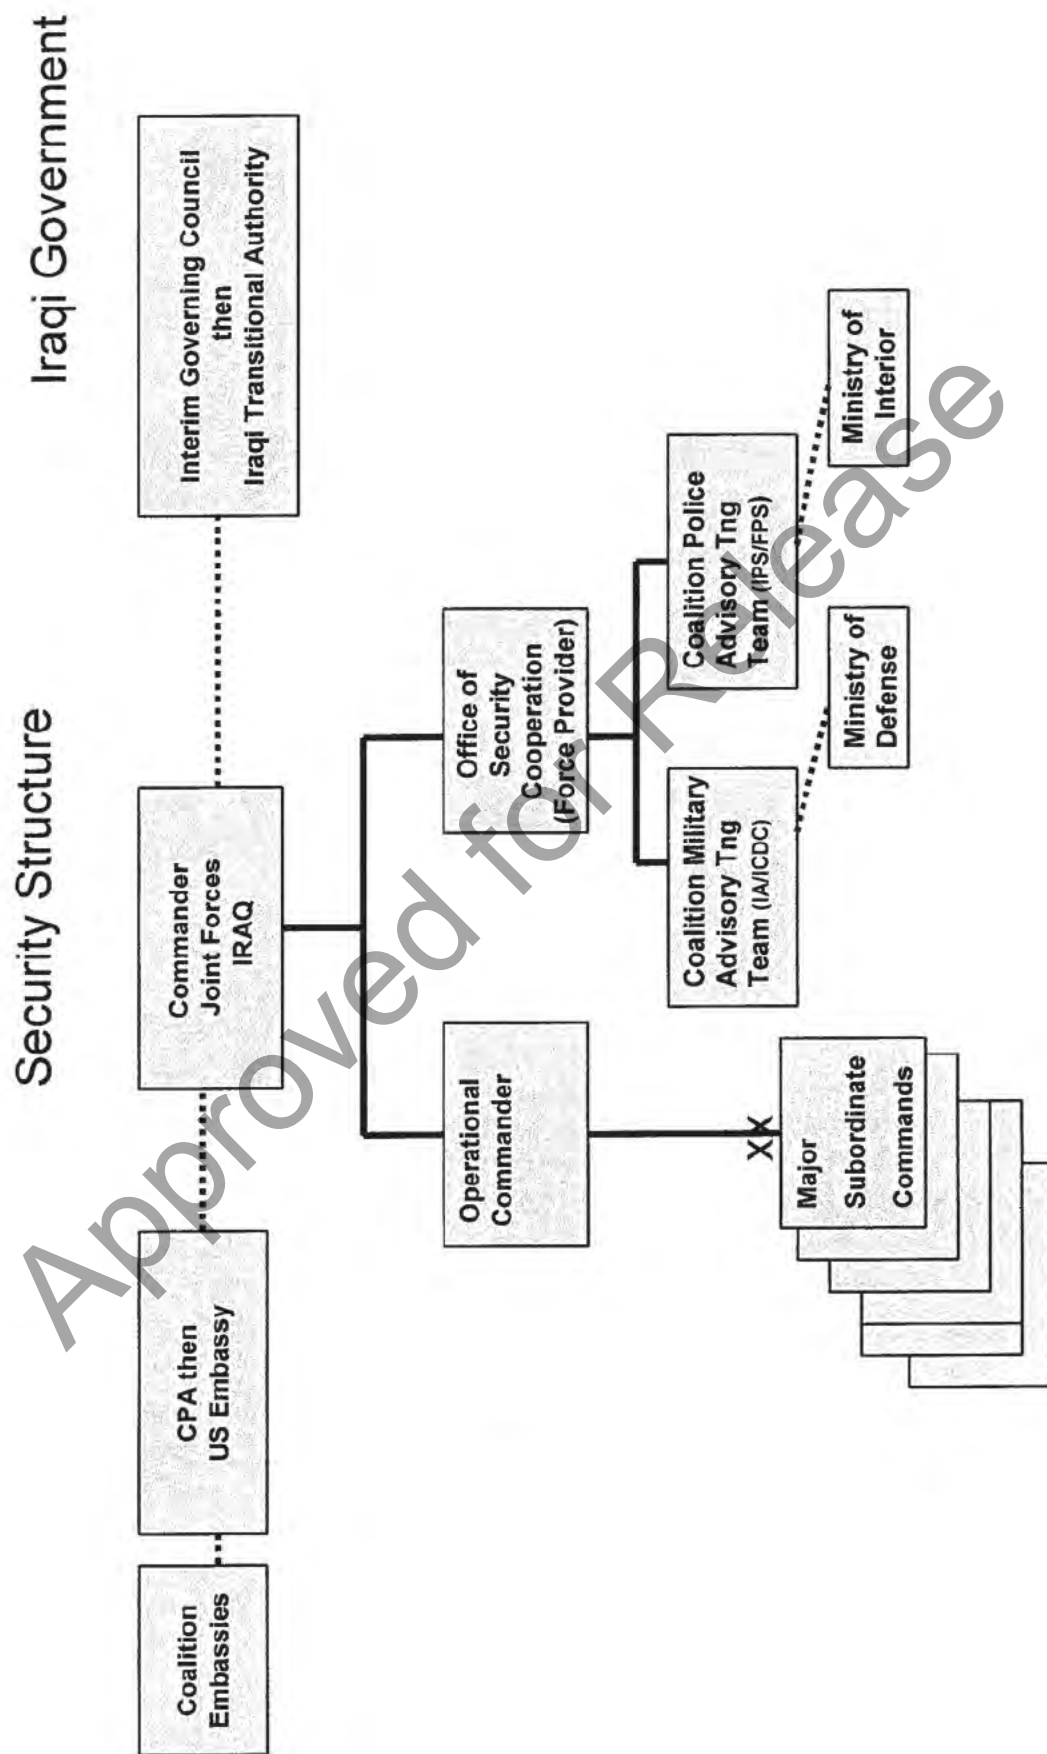 Security Structure
Iraqi Government
Coalition
Embassies
CPA then
US Embassy
Commander
Joint Forces
IRAQ
Interim Governing Council
then
Iraqi Transitional Authority
Operational
Commander
Office of
Security
Cooperation
(Force Provider)
XX
Major
Subordinate
Commands
Coalition Military
Advisory Tng
Team (IA/ICDC)
Coalition Police
Advisory Tng
Team (IPS/FPS)
Ministry of
Defense
Ministry of
Interior
Approved for Release